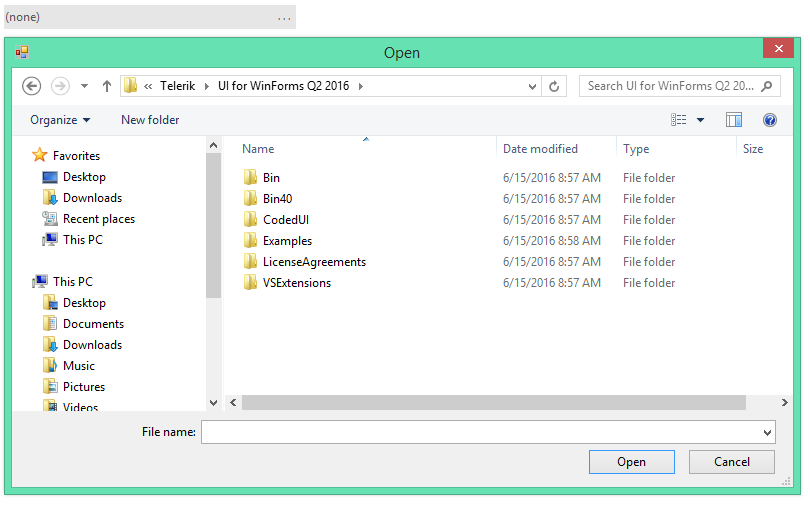 (none) ...
Open
« Telerik UI for WinForms Q2 2016 Search UI for WinForms Q2 20...
Organize New folder
Name Date modified Type Size
Favorites
Desktop
Downloads
Recent places
This PC
This PC
Desktop
Documents
Downloads
Music
Pictures
Videos
Bin 6/15/2016 8:57 AM File folder
Bin40 6/15/2016 8:57 AM File folder
CodedUI 6/15/2016 8:57 AM File folder
Examples 6/15/2016 8:58 AM File folder
LicenseAgreements 6/15/2016 8:57 AM File folder
VSExtensions 6/15/2016 8:57 AM File folder
File name:
Open Cancel